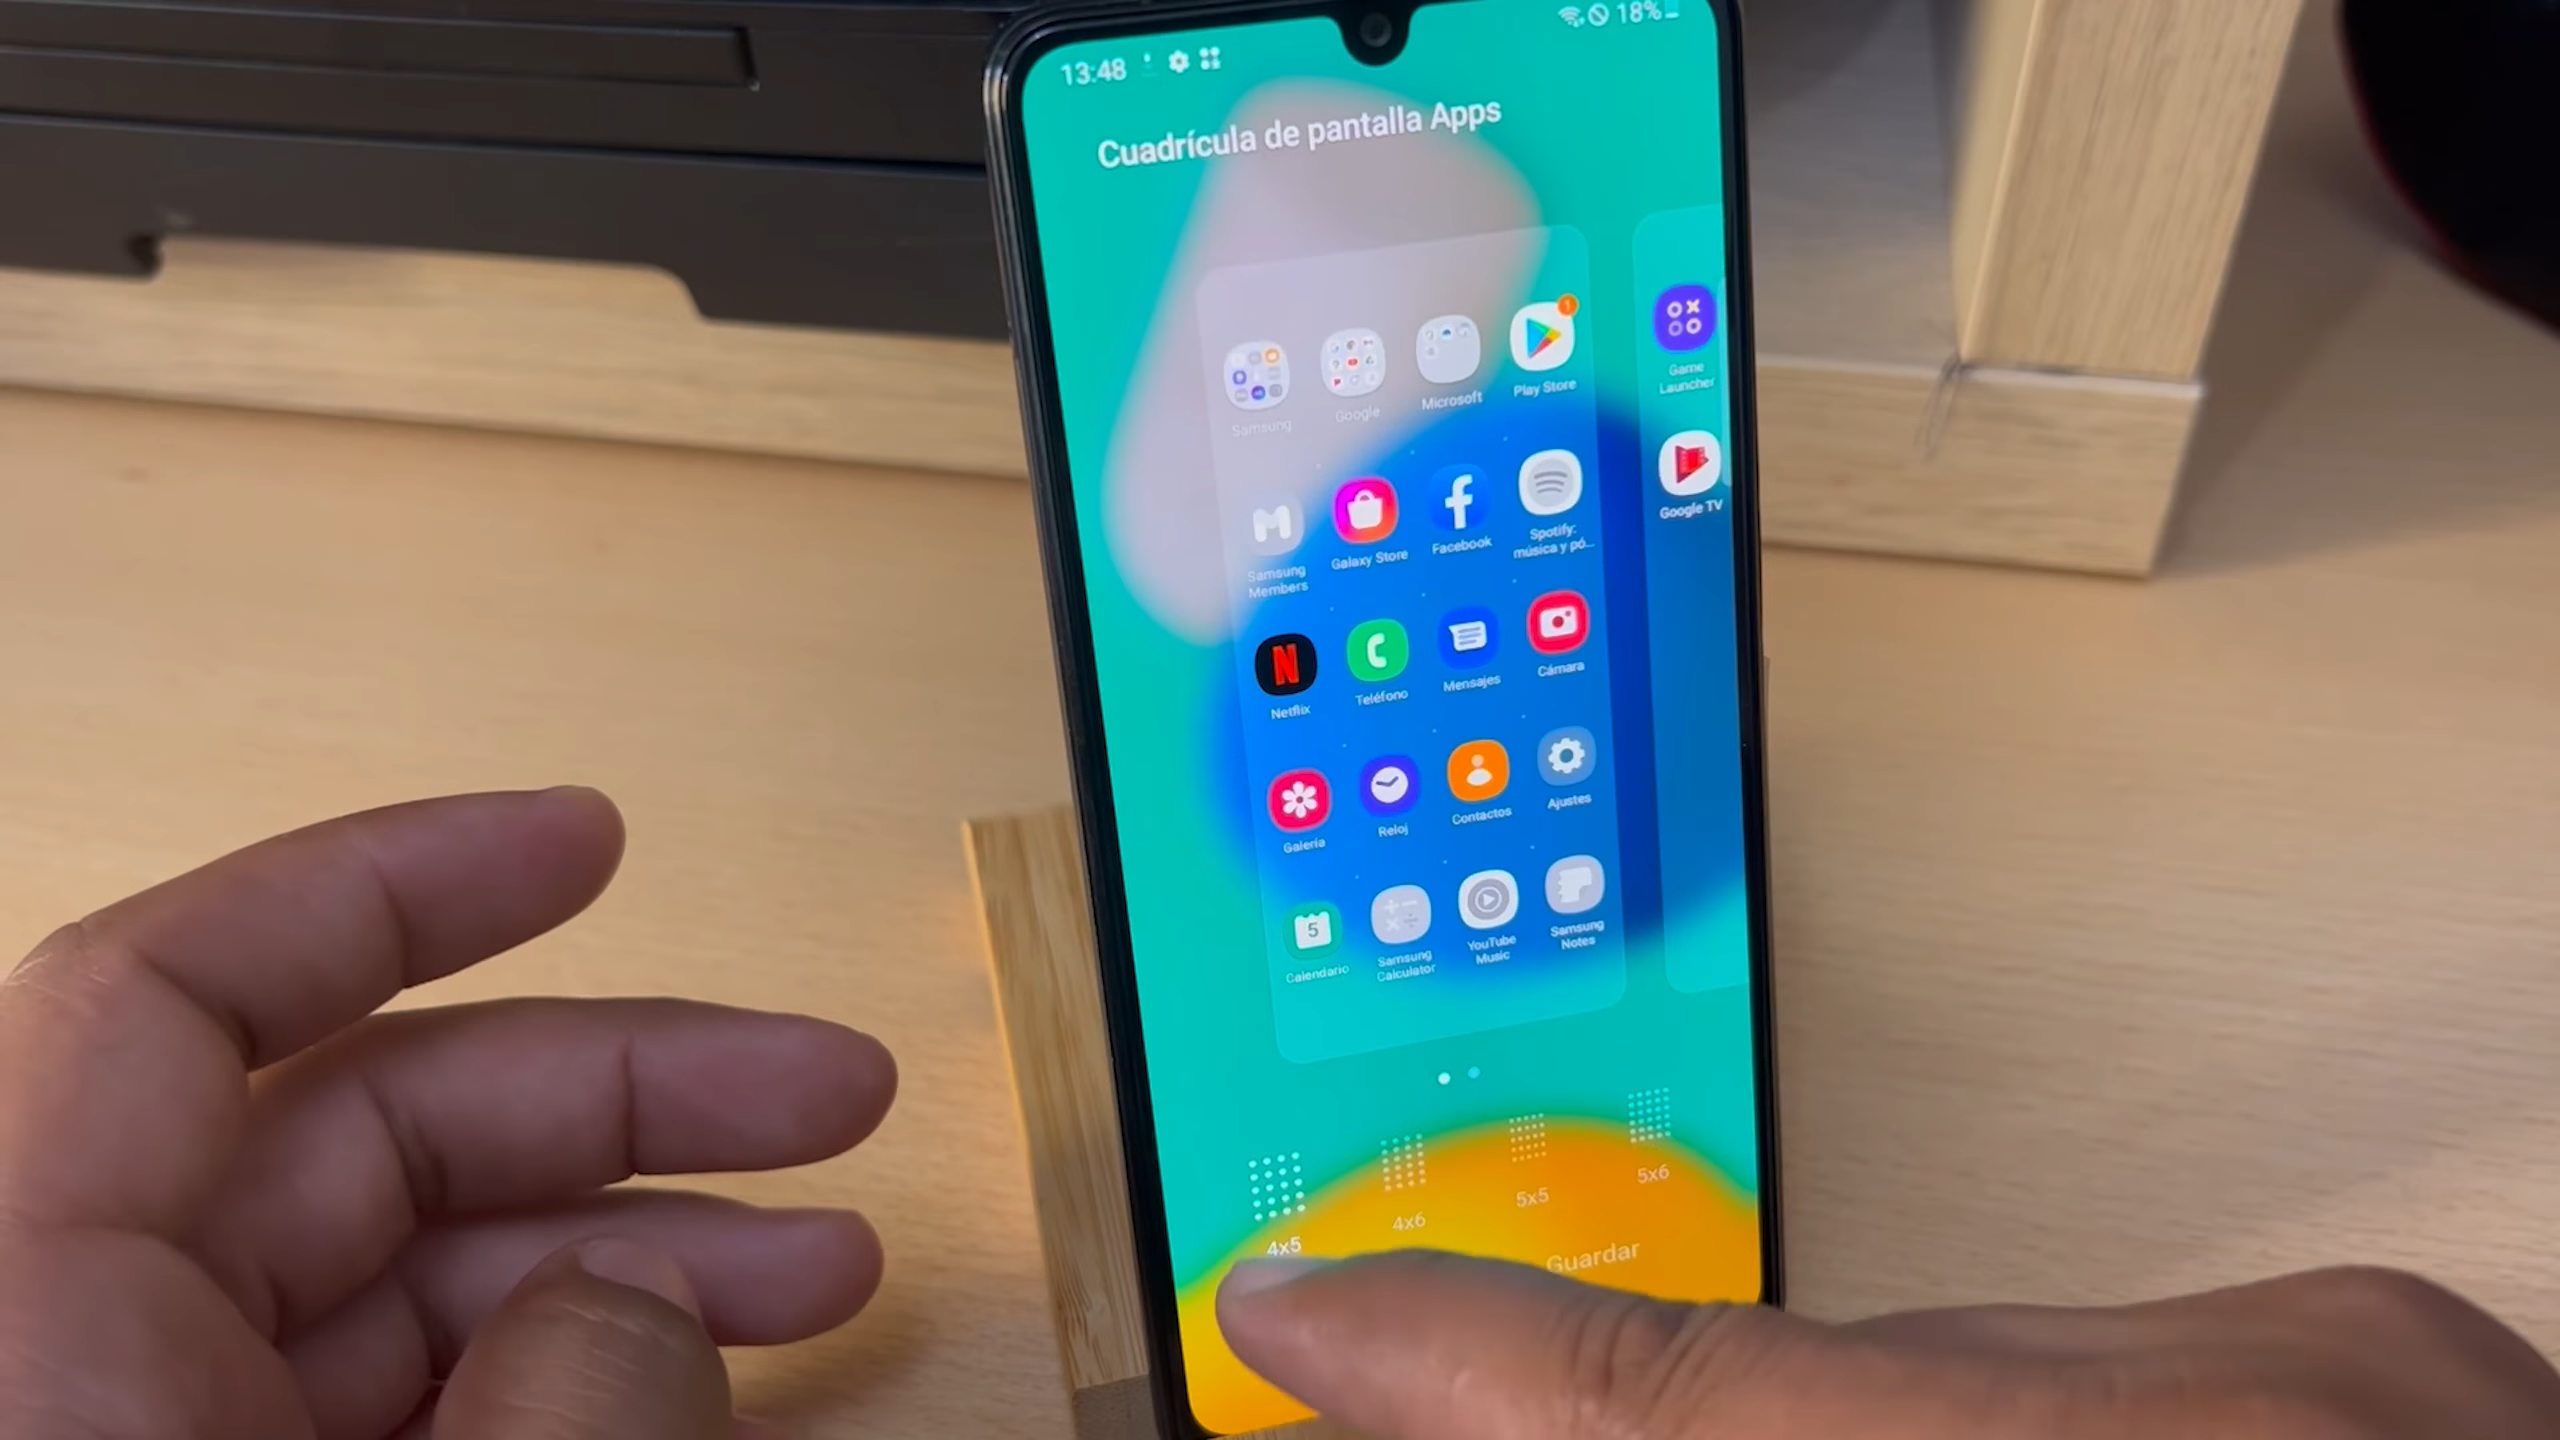 13:48
18%
Cuadrícula de pantalla Apps
Samsung
Google
Microsoft
Play Store
1
Game
Launcher
Samsung
Members
Galaxy Store
Facebook
Spotify:
música y pó...
Google TV
N
Netflix
Teléfono
Mensajes
Cámara
Galería
Reloj
Contactos
Ajustes
5
Calendario
Samsung
Calculator
YouTube
Music
Samsung
Notes
4x5
4x6
5x5
5x6
Guardar